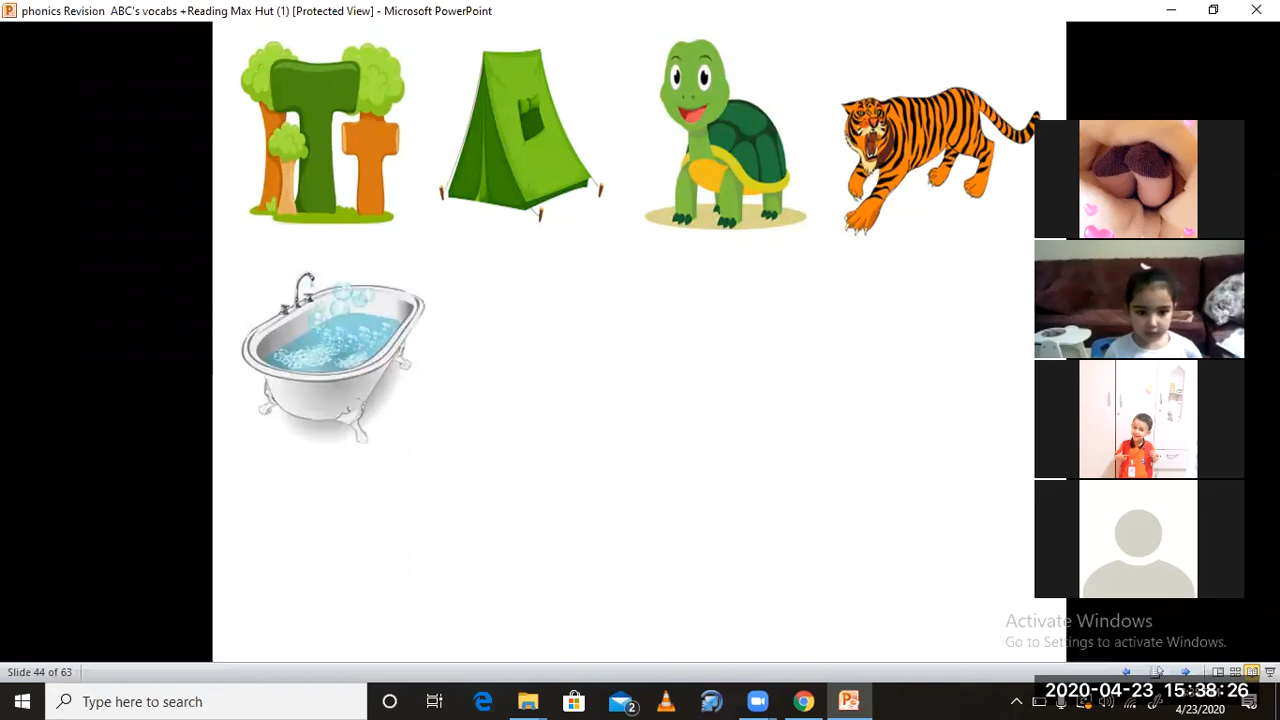 phonics Revision ABC's vocabs +Reading Max Hut (1) [Protected View] - Microsoft PowerPoint
T T
Activate Windows
Go to Settings to activate Windows.
Slide 44 of 63
2020-04-23 15:38:26
Type here to search
2
4/23/2020